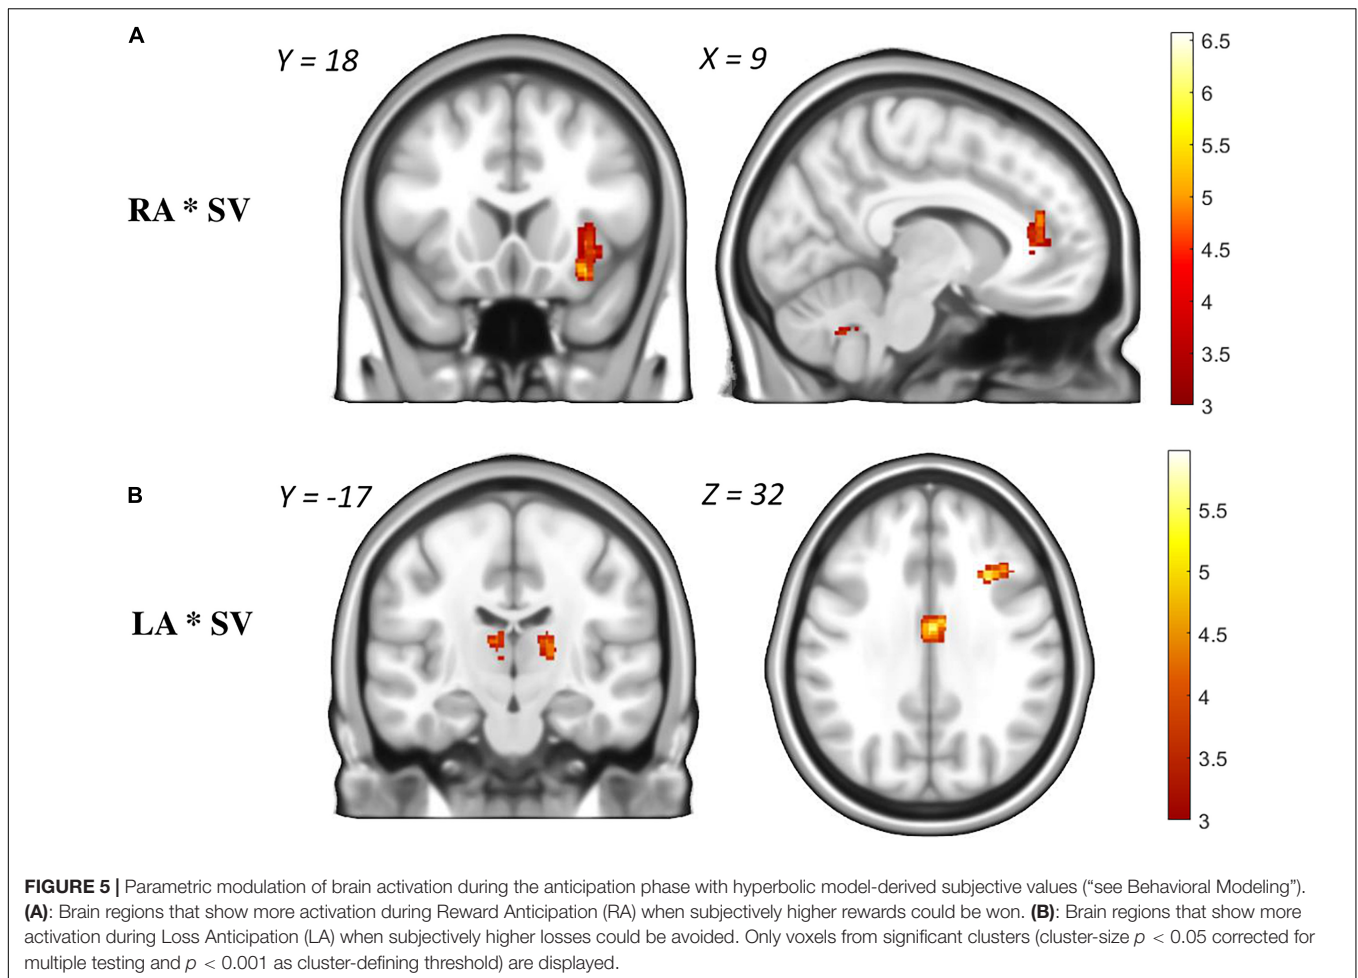 A
Y = 18
X = 9
6.5
6
5.5
5
4.5
4
3.5
3
RA * SV
B
Y = -17
Z = 32
5.5
5
4.5
4
3.5
3
LA * SV
FIGURE 5 | Parametric modulation of brain activation during the anticipation phase with hyperbolic model-derived subjective values (“see Behavioral Modeling”).
(A): Brain regions that show more activation during Reward Anticipation (RA) when subjectively higher rewards could be won. (B): Brain regions that show more
activation during Loss Anticipation (LA) when subjectively higher losses could be avoided. Only voxels from significant clusters (cluster-size p < 0.05 corrected for
multiple testing and p < 0.001 as cluster-defining threshold) are displayed.